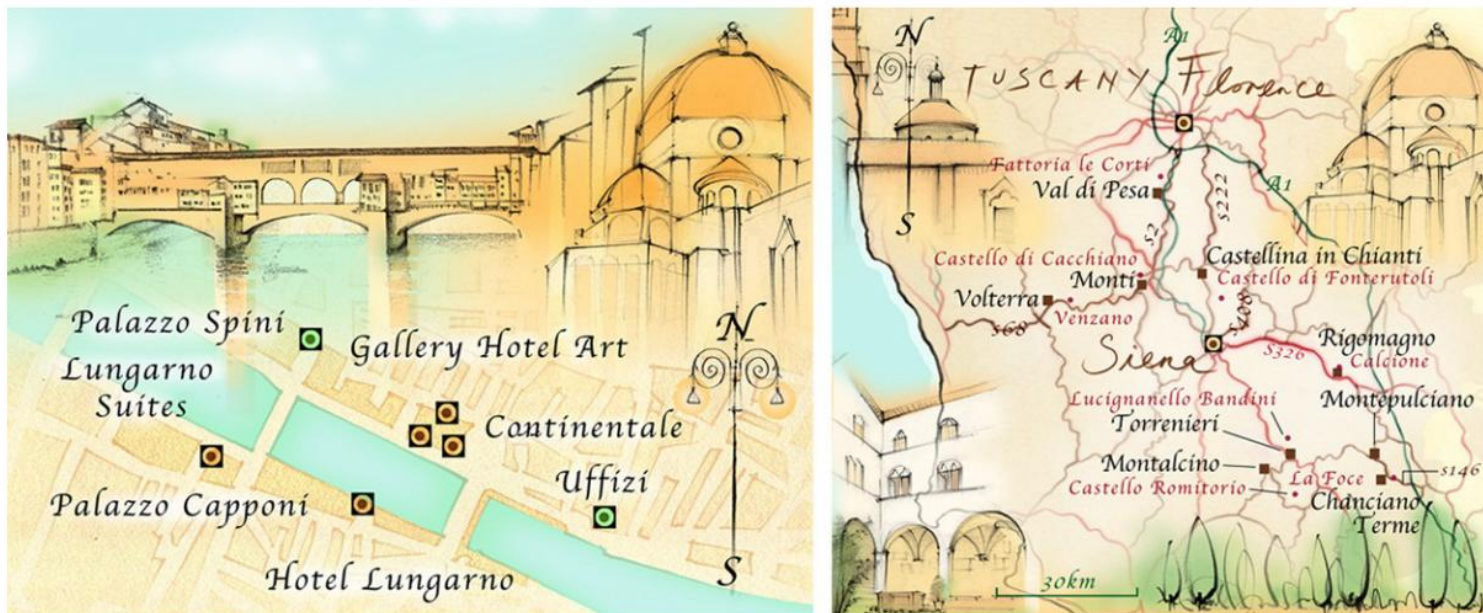 N
Palazzo Spini
Gallery Hotel Art
Lungarno
Suites
Continentale
Uffizi
Palazzo Capponi
Hotel Lungarno
S
N
A1
TUSCANY Florence
Fattoria le Corti
Val di Pesa
A1
S222
S2
S
Castello di Cacchiano
Castellina in Chianti
Monti
Castello di Fonterutoli
Volterra
Venzano
S68
S408
Siena
S326
Rigomagno
Calcione
Lucignanello Bandini
Montepulciano
Torrenieri
Montalcino
S146
La Foce
Castello Romitorio
Chanciano
Terme
30km